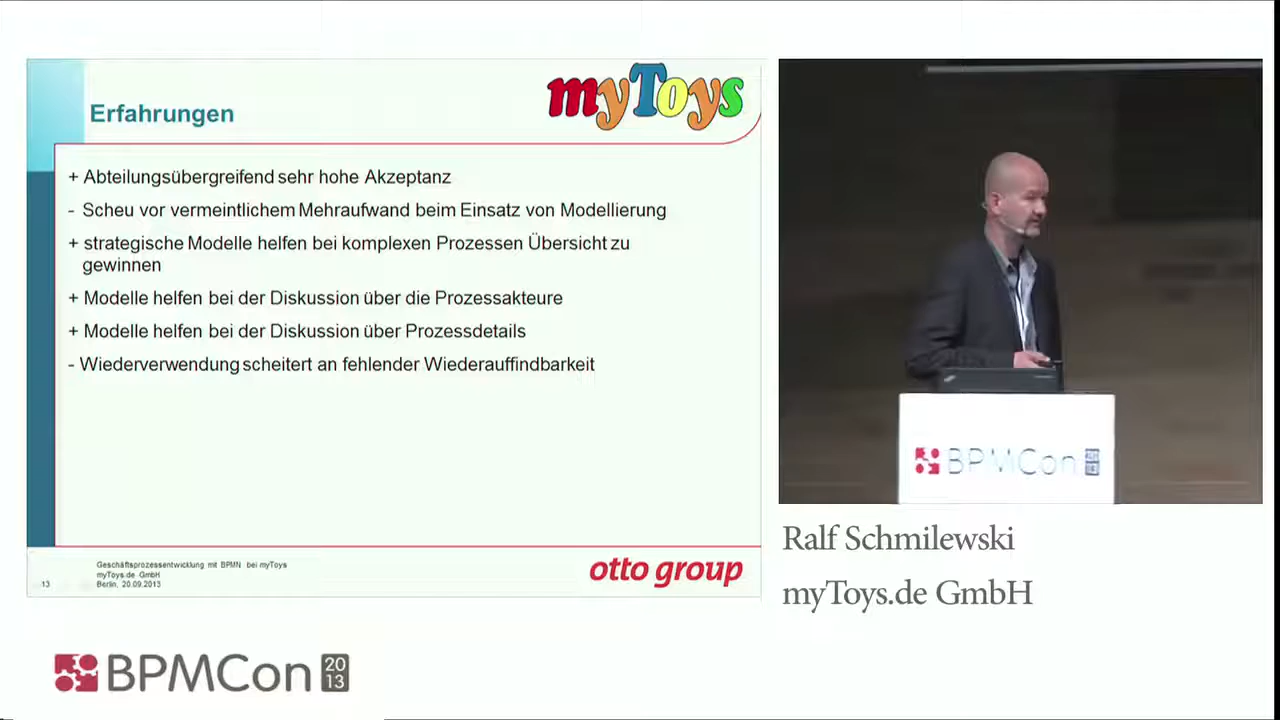 myToys
Erfahrungen
+ Abteilungsübergreifend sehr hohe Akzeptanz
- Scheu vor vermeintlichem Mehraufwand beim Einsatz von Modellierung
+ strategische Modelle helfen bei komplexen Prozessen Übersicht zu
gewinnen
+ Modelle helfen bei der Diskussion über die Prozessakteure
+ Modelle helfen bei der Diskussion über Prozessdetails
- Wiederverwendung scheitert an fehlender Wiederauffindbarkeit
Geschäftsprozessentwicklung mit BPMN bei myToys
myToys.de GmbH
13 Berlin, 20.09.2013
otto group
BPMCon 2013
Ralf Schmilewski
myToys.de GmbH
BPMCon 2013